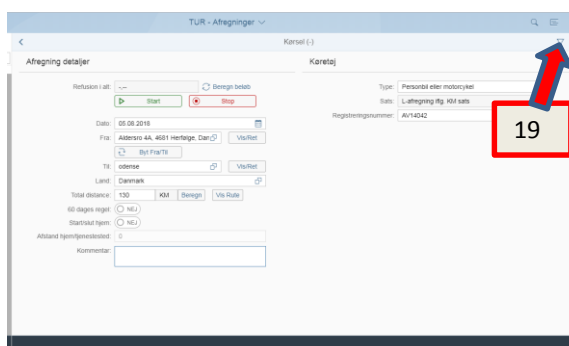 TUR - Afregninger
Kørsel (-)
Afregning detaljer
Køretøj
Refusion i alt: -,-- Beregn beløb
Start Stop
Dato: 05.08.2018
Fra: Aldersro 4A, 4681 Herfølge, Dan Vis/Ret
Byt Fra/Til
Til: odense Vis/Ret
Land: Danmark
Total distance: 130 KM Beregn Vis Rute
60 dages regel: NEJ
Start/slut hjem: NEJ
Afstand hjem/tjenestested: 0
Kommentar:
Type: Personbil eller motorcykel
Sats: L-afregning iflg. KM sats
Registreringsnummer: AV14042
19